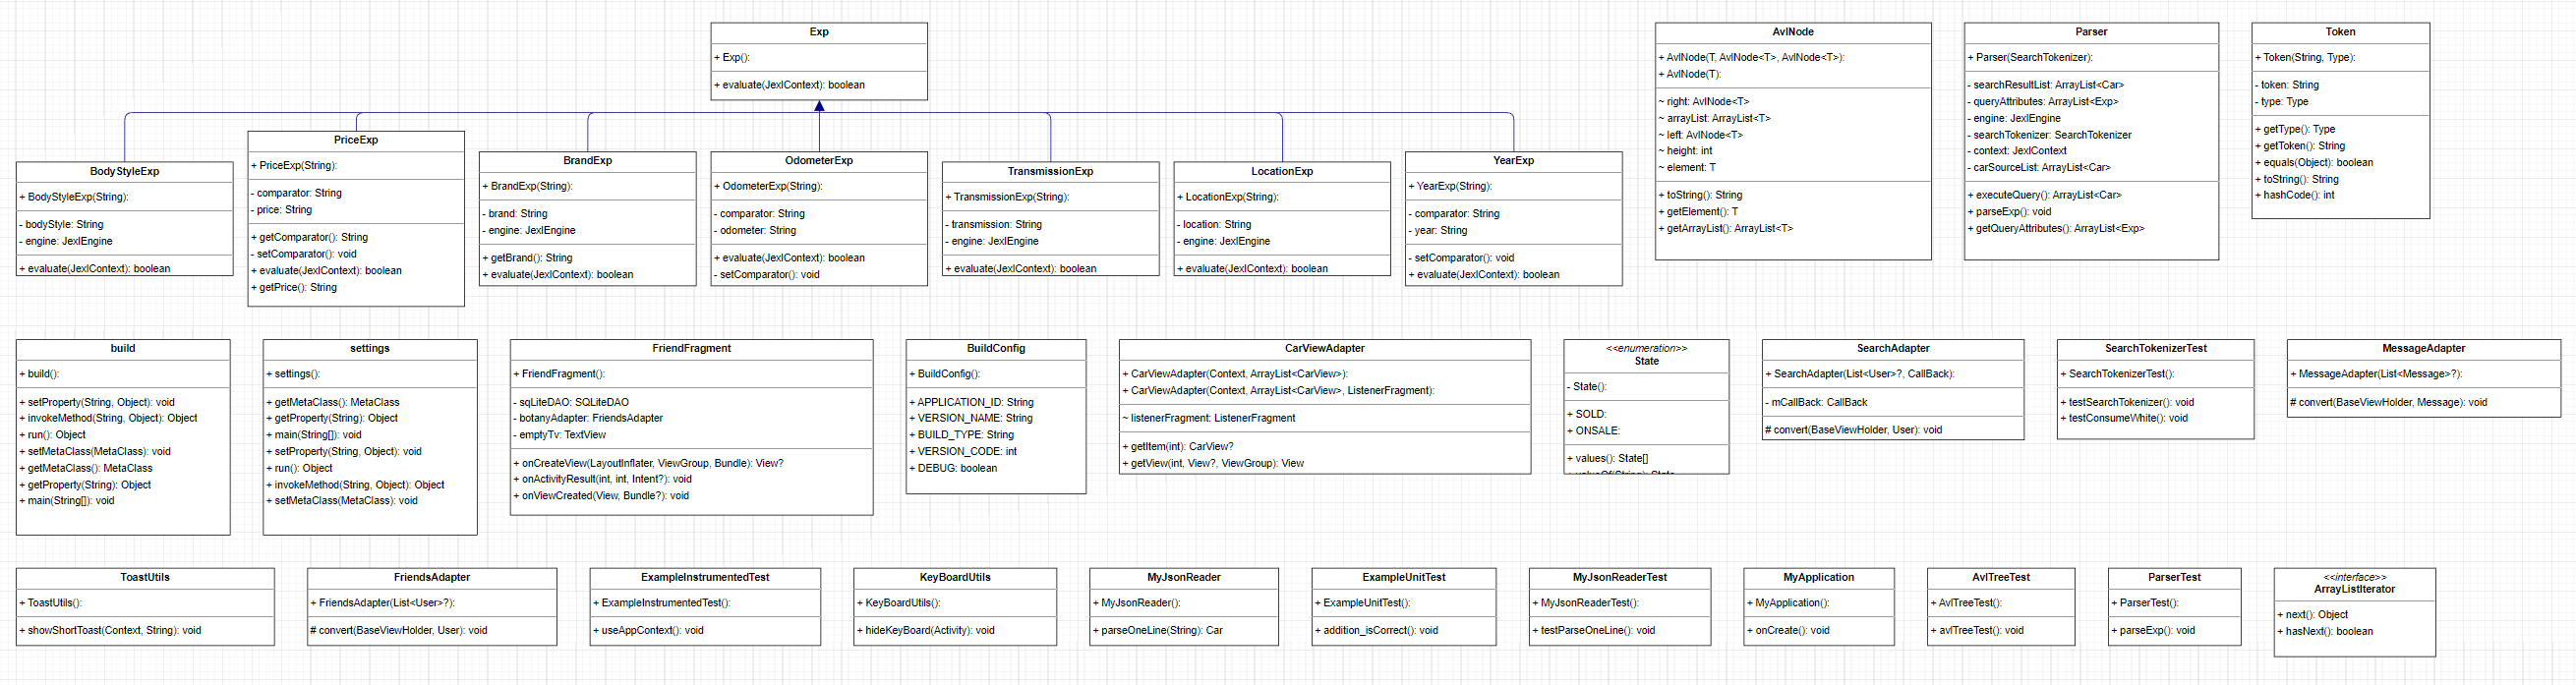 Exp
+ Exp():
+ evaluate(JexlContext): boolean
AvlNode
+ AvlNode(T, AvlNode<T>, AvlNode<T>):
+ AvlNode(T):
~ right: AvlNode<T>
~ arrayList: ArrayList<T>
~ left: AvlNode<T>
~ height: int
~ element: T
+ toString(): String
+ getElement(): T
+ getArrayList(): ArrayList<T>
Parser
+ Parser(SearchTokenizer):
- searchResultList: ArrayList<Car>
- queryAttributes: ArrayList<Exp>
- engine: JexlEngine
- searchTokenizer: SearchTokenizer
- context: JexlContext
- carSourceList: ArrayList<Car>
+ executeQuery(): ArrayList<Car>
+ parseExp(): void
+ getQueryAttributes(): ArrayList<Exp>
Token
+ Token(String, Type):
- token: String
- type: Type
+ getType(): Type
+ getToken(): String
+ equals(Object): boolean
+ toString(): String
+ hashCode(): int
BodyStyleExp
+ BodyStyleExp(String):
- bodyStyle: String
- engine: JexlEngine
+ evaluate(JexlContext): boolean
PriceExp
+ PriceExp(String):
- comparator: String
- price: String
+ getComparator(): String
- setComparator(): void
+ evaluate(JexlContext): boolean
+ getPrice(): String
BrandExp
+ BrandExp(String):
- brand: String
- engine: JexlEngine
+ getBrand(): String
+ evaluate(JexlContext): boolean
OdometerExp
+ OdometerExp(String):
- comparator: String
- odometer: String
+ evaluate(JexlContext): boolean
- setComparator(): void
TransmissionExp
+ TransmissionExp(String):
- transmission: String
- engine: JexlEngine
+ evaluate(JexlContext): boolean
LocationExp
+ LocationExp(String):
- location: String
- engine: JexlEngine
+ evaluate(JexlContext): boolean
YearExp
+ YearExp(String):
- comparator: String
- year: String
- setComparator(): void
+ evaluate(JexlContext): boolean
build
+ build():
+ setProperty(String, Object): void
+ invokeMethod(String, Object): Object
+ run(): Object
+ setMetaClass(MetaClass): void
+ getMetaClass(): MetaClass
+ getProperty(String): Object
+ main(String[]): void
settings
+ settings():
+ getMetaClass(): MetaClass
+ getProperty(String): Object
+ main(String[]): void
+ setProperty(String, Object): void
+ run(): Object
+ invokeMethod(String, Object): Object
+ setMetaClass(MetaClass): void
FriendFragment
+ FriendFragment():
- sqLiteDAO: SQLiteDAO
- botanyAdapter: FriendsAdapter
- emptyTv: TextView
+ onCreateView(LayoutInflater, ViewGroup, Bundle): View?
+ onActivityResult(int, int, Intent?): void
+ onViewCreated(View, Bundle?): void
BuildConfig
+ BuildConfig():
+ APPLICATION_ID: String
+ VERSION_NAME: String
+ BUILD_TYPE: String
+ VERSION_CODE: int
+ DEBUG: boolean
CarViewAdapter
+ CarViewAdapter(Context, ArrayList<CarView>):
+ CarViewAdapter(Context, ArrayList<CarView>, ListenerFragment):
~ listenerFragment: ListenerFragment
+ getItem(int): CarView?
+ getView(int, View?, ViewGroup): View
<<enumeration>>
State
- State():
+ SOLD:
+ ONSALE:
+ values(): State[]
SearchAdapter
+ SearchAdapter(List<User>?, CallBack):
- mCallBack: CallBack
# convert(BaseViewHolder, User): void
SearchTokenizerTest
+ SearchTokenizerTest():
+ testSearchTokenizer(): void
+ testConsumeWhite(): void
MessageAdapter
+ MessageAdapter(List<Message>?):
# convert(BaseViewHolder, Message): void
ToastUtils
+ ToastUtils():
+ showShortToast(Context, String): void
FriendsAdapter
+ FriendsAdapter(List<User>?):
# convert(BaseViewHolder, User): void
ExampleInstrumentedTest
+ ExampleInstrumentedTest():
+ useAppContext(): void
KeyBoardUtils
+ KeyBoardUtils():
+ hideKeyBoard(Activity): void
MyJsonReader
+ MyJsonReader():
+ parseOneLine(String): Car
ExampleUnitTest
+ ExampleUnitTest():
+ addition_isCorrect(): void
MyJsonReaderTest
+ MyJsonReaderTest():
+ testParseOneLine(): void
MyApplication
+ MyApplication():
+ onCreate(): void
AvlTreeTest
+ AvlTreeTest():
+ avlTreeTest(): void
ParserTest
+ ParserTest():
+ parseExp(): void
<<interface>>
ArrayListIterator
+ next(): Object
+ hasNext(): boolean